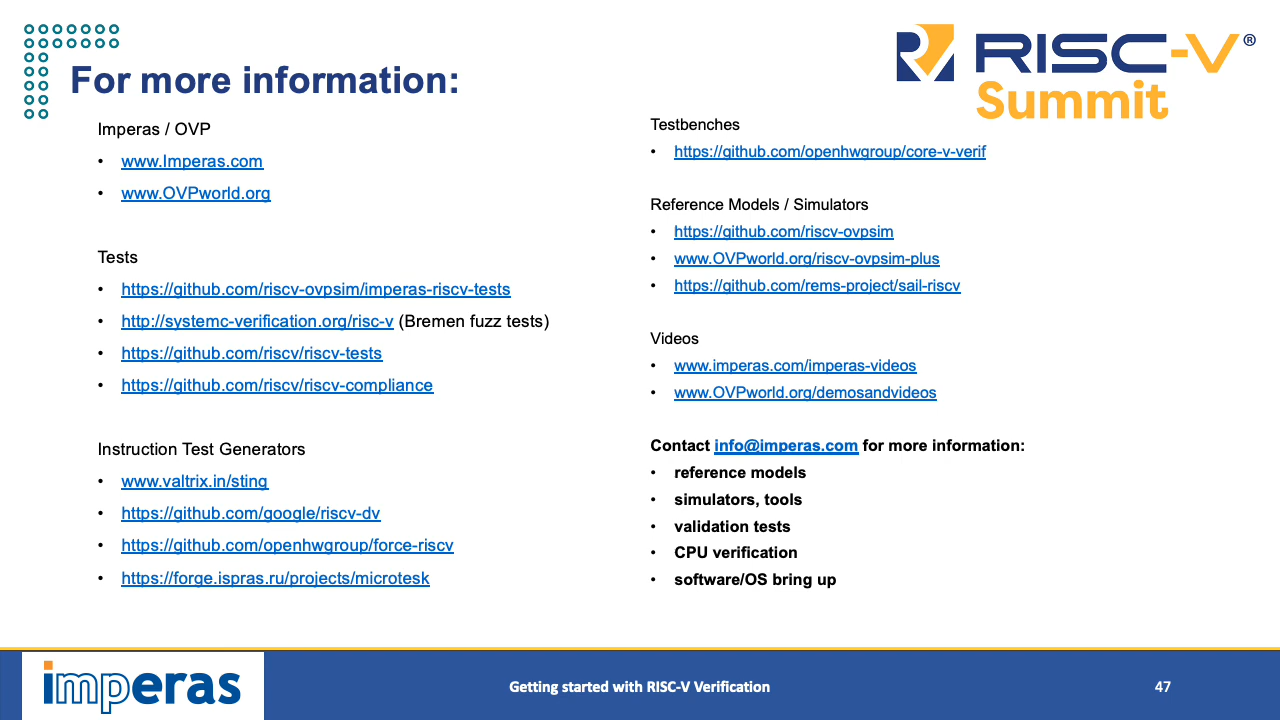 For more information:
RISC-V®
Summit
Imperas / OVP
• www.Imperas.com
• www.OVPworld.org
Tests
• https://github.com/riscv-ovpsim/imperas-riscv-tests
• http://systemc-verification.org/risc-v (Bremen fuzz tests)
• https://github.com/riscv/riscv-tests
• https://github.com/riscv/riscv-compliance
Instruction Test Generators
• www.valtrix.in/sting
• https://github.com/google/riscv-dv
• https://github.com/openhwgroup/force-riscv
• https://forge.ispras.ru/projects/microtesk
Testbenches
• https://github.com/openhwgroup/core-v-verif
Reference Models / Simulators
• https://github.com/riscv-ovpsim
• www.OVPworld.org/riscv-ovpsim-plus
• https://github.com/rems-project/sail-riscv
Videos
• www.imperas.com/imperas-videos
• www.OVPworld.org/demosandvideos
Contact info@imperas.com for more information:
• reference models
• simulators, tools
• validation tests
• CPU verification
• software/OS bring up
imperas
Getting started with RISC-V Verification
47